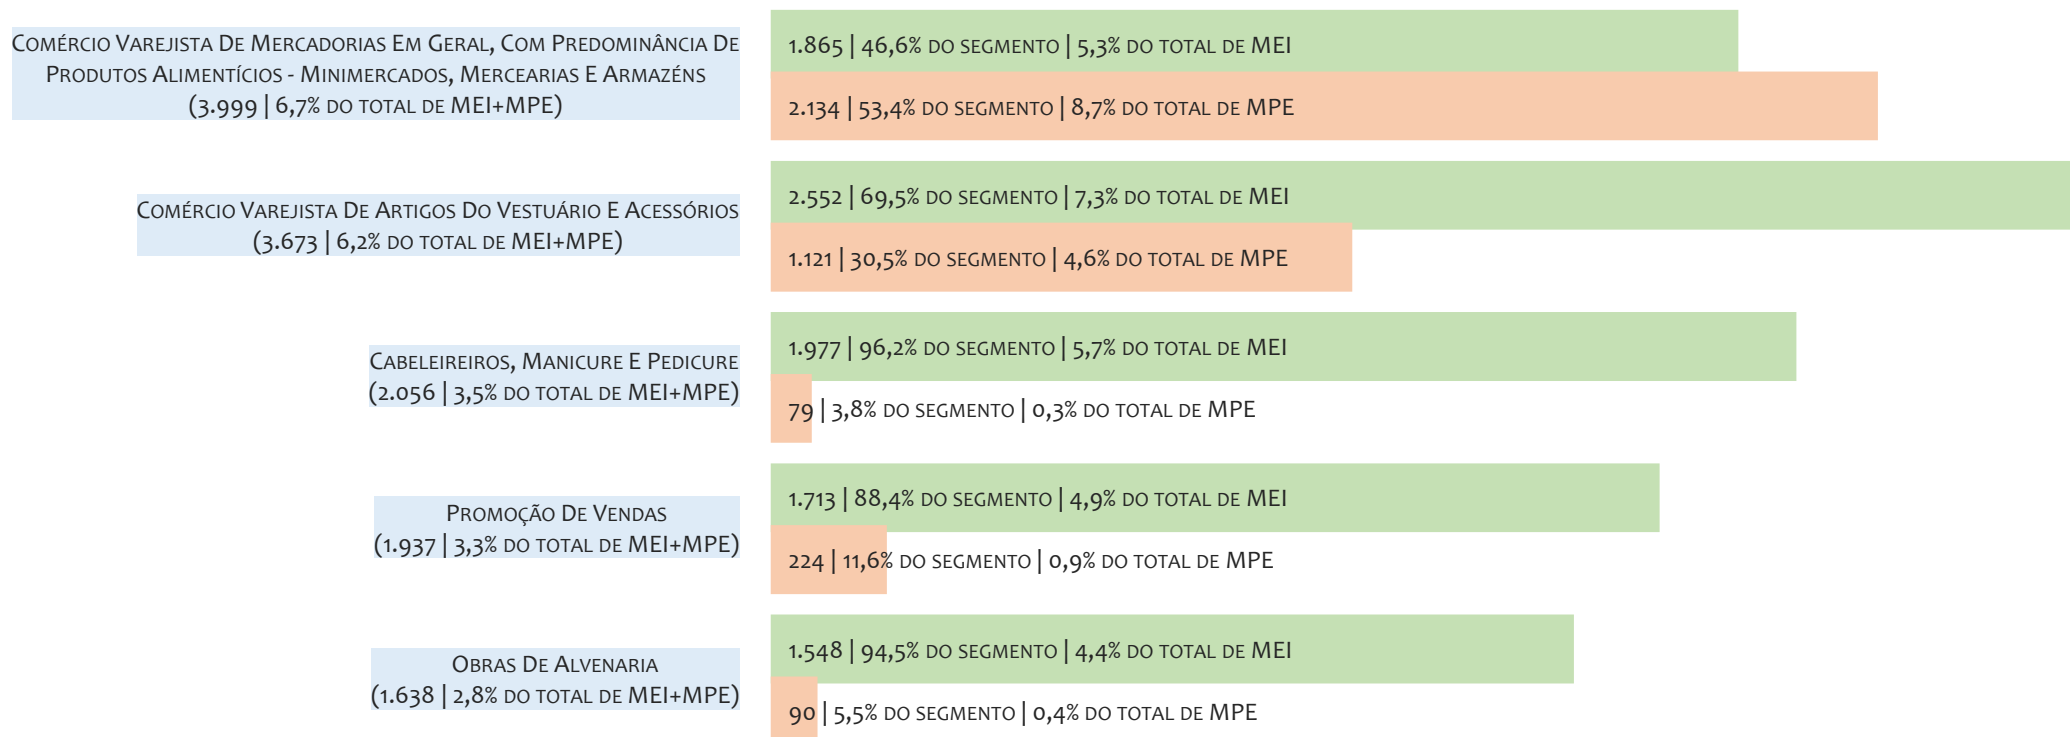 Comércio Varejista De Mercadorias Em Geral, Com Predominância De
Produtos Alimentícios - Minimercados, Mercearias E Armazéns
(3.999 | 6,7% do total de MEI+MPE)
1.865 | 46,6% do segmento | 5,3% do total de MEI
2.134 | 53,4% do segmento | 8,7% do total de MPE
Comércio Varejista De Artigos Do Vestuário E Acessórios
(3.673 | 6,2% do total de MEI+MPE)
2.552 | 69,5% do segmento | 7,3% do total de MEI
1.121 | 30,5% do segmento | 4,6% do total de MPE
Cabeleireiros, Manicure E Pedicure
(2.056 | 3,5% do total de MEI+MPE)
1.977 | 96,2% do segmento | 5,7% do total de MEI
79 | 3,8% do segmento | 0,3% do total de MPE
Promoção De Vendas
(1.937 | 3,3% do total de MEI+MPE)
1.713 | 88,4% do segmento | 4,9% do total de MEI
224 | 11,6% do segmento | 0,9% do total de MPE
Obras De Alvenaria
(1.638 | 2,8% do total de MEI+MPE)
1.548 | 94,5% do segmento | 4,4% do total de MEI
90 | 5,5% do segmento | 0,4% do total de MPE